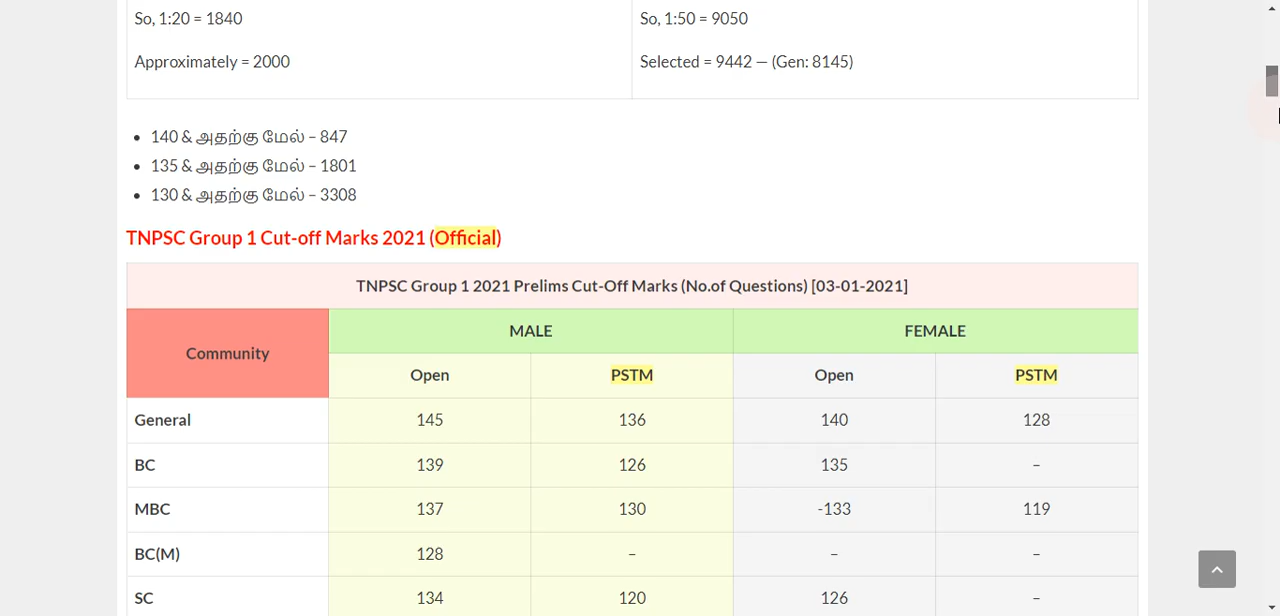 So, 1:20 = 1840
So, 1:50 = 9050
Approximately = 2000
Selected = 9442 — (Gen: 8145)
140 & அதற்கு மேல் – 847
135 & அதற்கு மேல் – 1801
130 & அதற்கு மேல் – 3308
TNPSC Group 1 Cut-off Marks 2021 (Official)
TNPSC Group 1 2021 Prelims Cut-Off Marks (No.of Questions) [03-01-2021]
Community MALE FEMALE
Open PSTM Open PSTM
General 145 136 140 128
BC 139 126 135 –
MBC 137 130 -133 119
BC(M) 128 – – –
SC 134 120 126 –